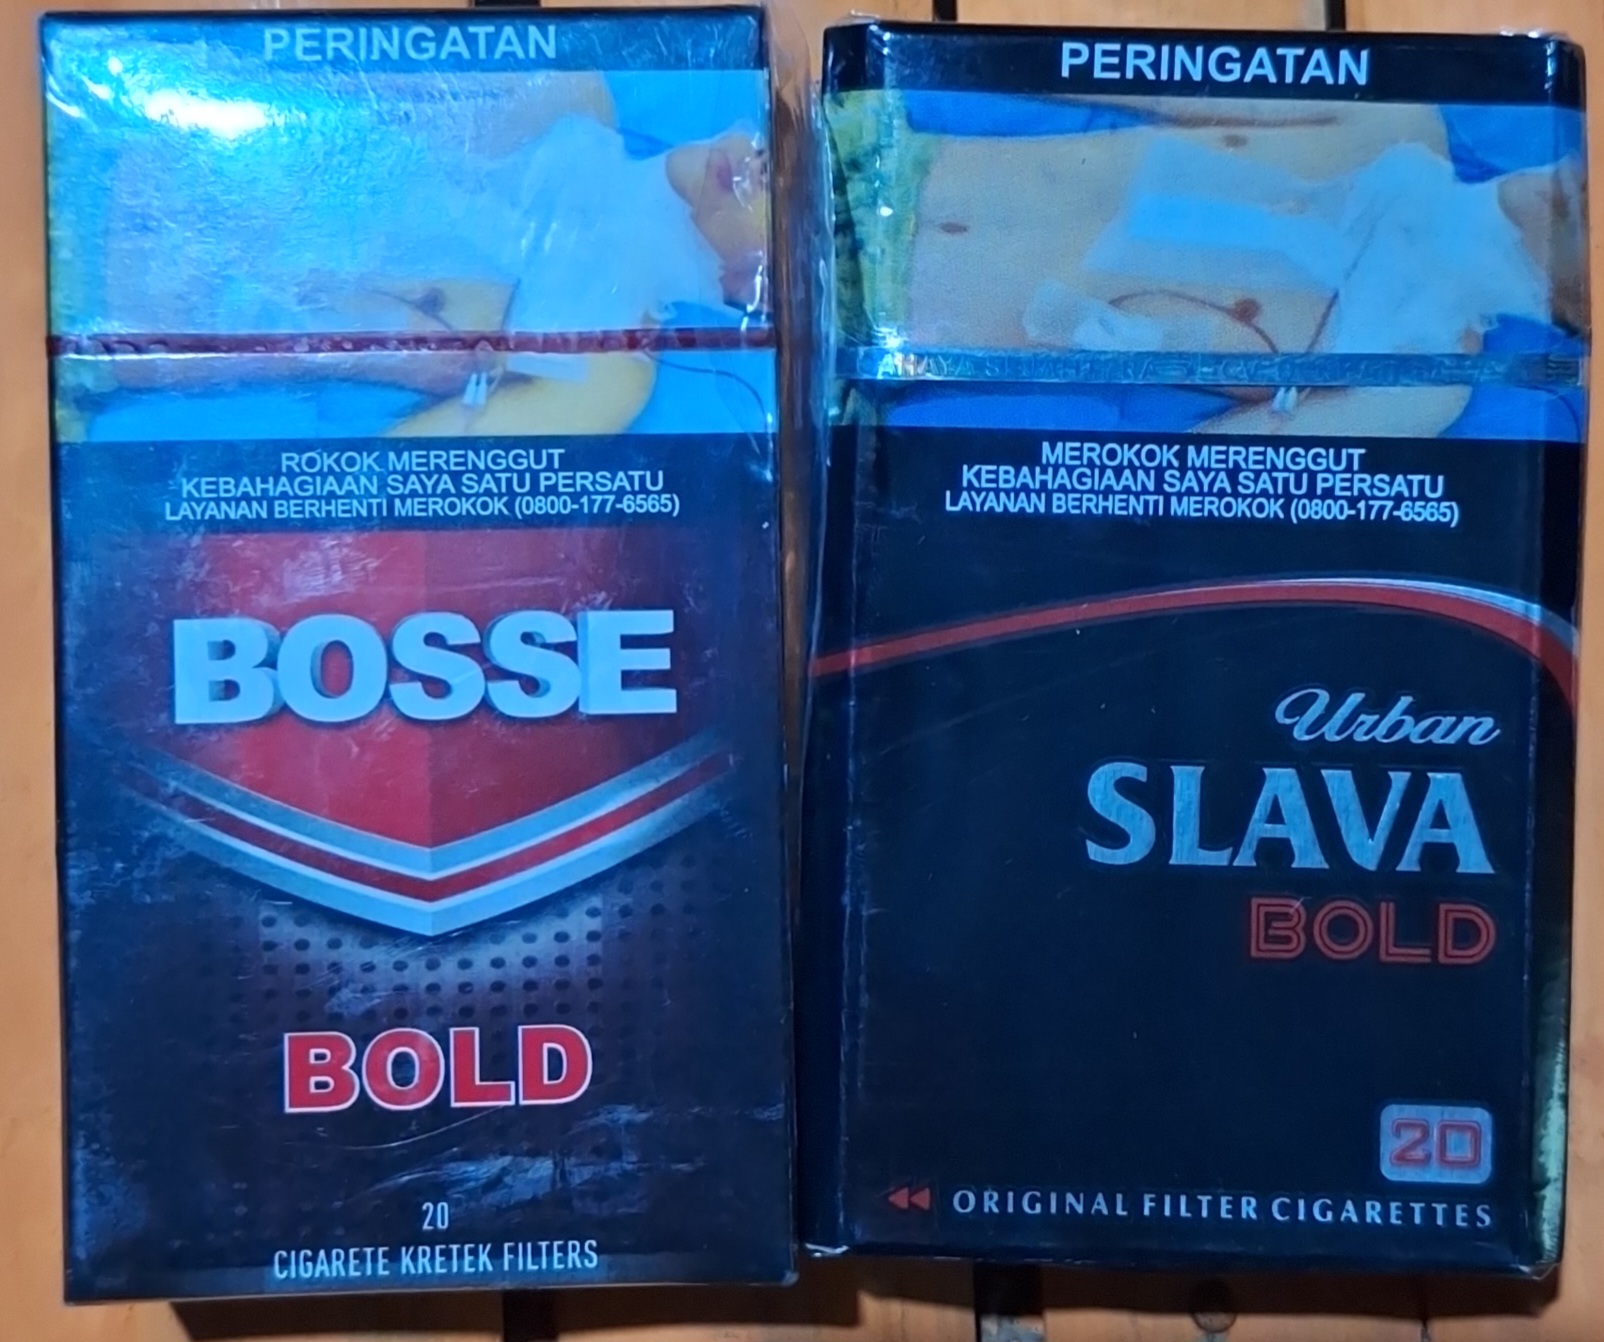 PERINGATAN
ROKOK MERENGGUT
KEBAHAGIAAN SAYA SATU PERSATU
LAYANAN BERHENTI MEROKOK (0800-177-6565)
BOSSE
BOLD
20
CIGARETE KRETEK FILTERS
PERINGATAN
MEROKOK MERENGGUT
KEBAHAGIAAN SAYA SATU PERSATU
LAYANAN BERHENTI MEROKOK (0800-177-6565)
Urban
SLAVA
BOLD
20
ORIGINAL FILTER CIGARETTES